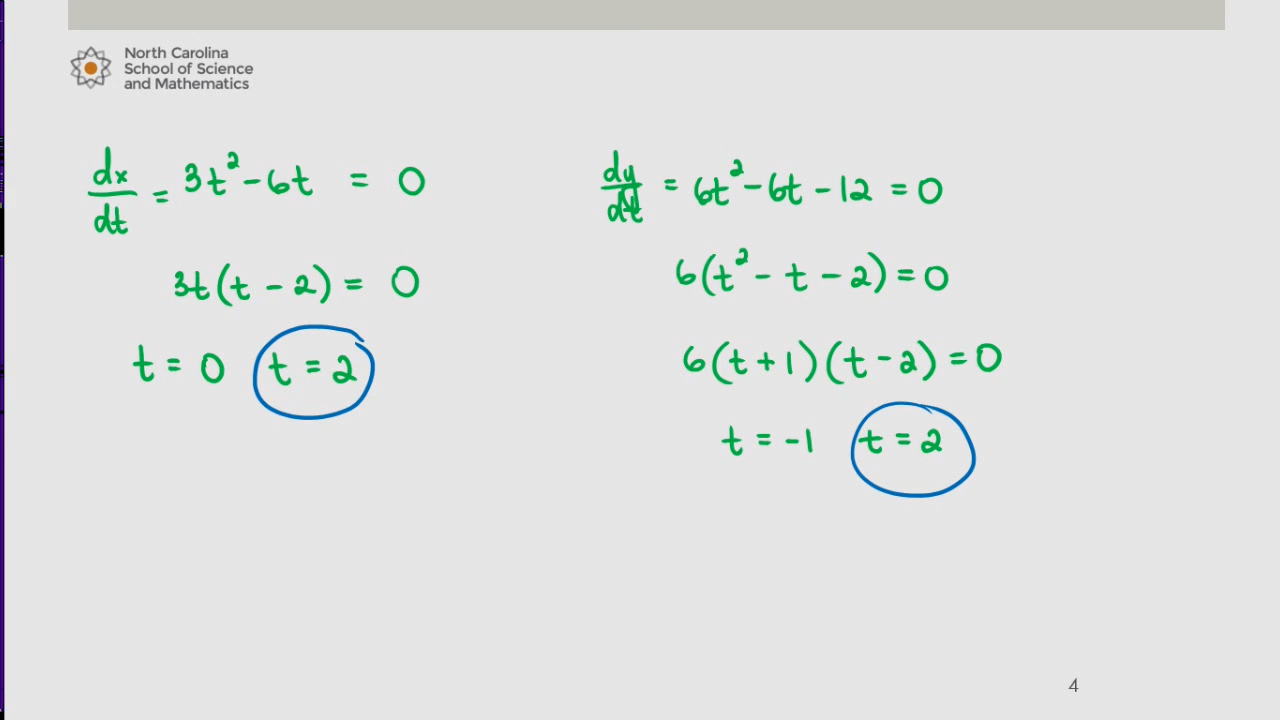 North Carolina
School of Science
and Mathematics
dx/dt = 3t² - 6t = 0
3t(t - 2) = 0
t = 0 t = 2
dy/dt = 6t² - 6t - 12 = 0
6(t² - t - 2) = 0
6(t + 1)(t - 2) = 0
t = -1 t = 2
4